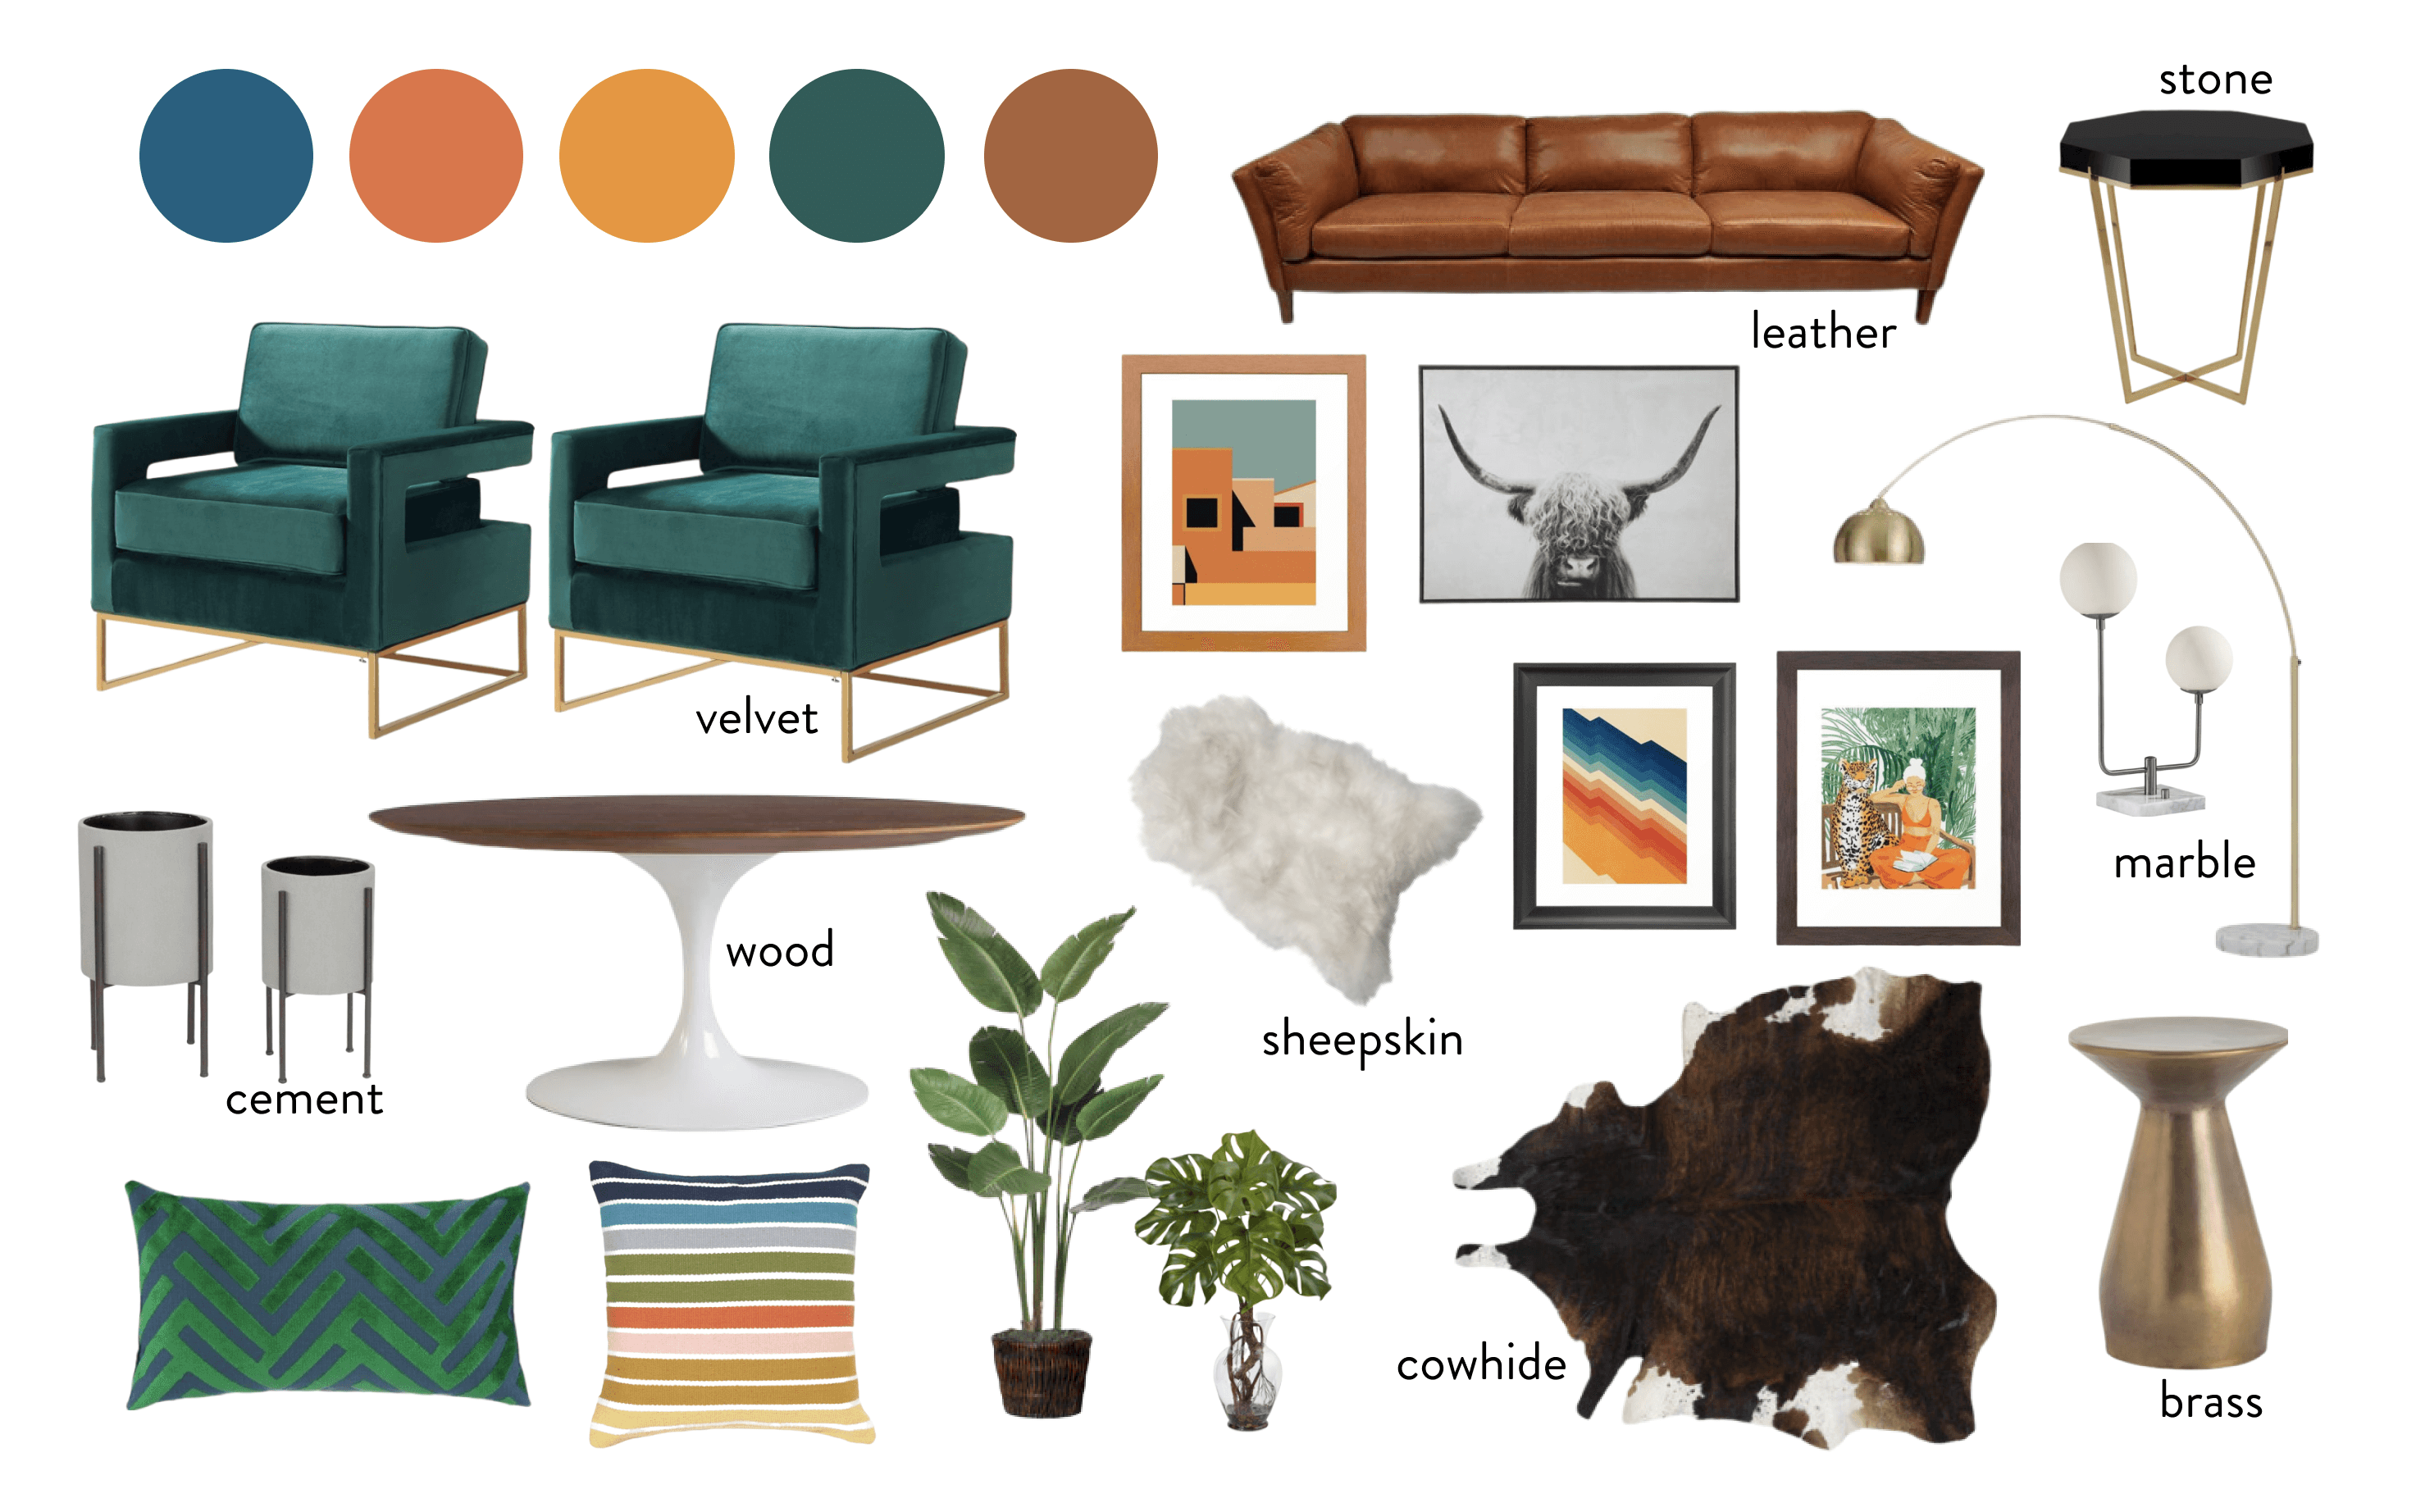 stone
leather
velvet
marble
wood
sheepskin
cement
cowhide
brass